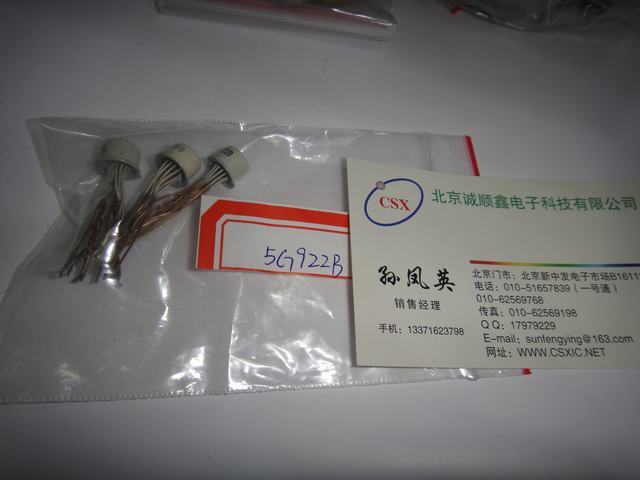 5G922B
CSX
北京诚顺鑫电子科技有限公司
孙凤英
销售经理
手机：13371623798
北京门市：北京新中发电子市场B1611
电话：010-51657839（一号通）
010-62569768
传真：010-62569198
Q Q：17979229
E-mail：sunfengying@163.com
网址：WWW.CSXIC.NET